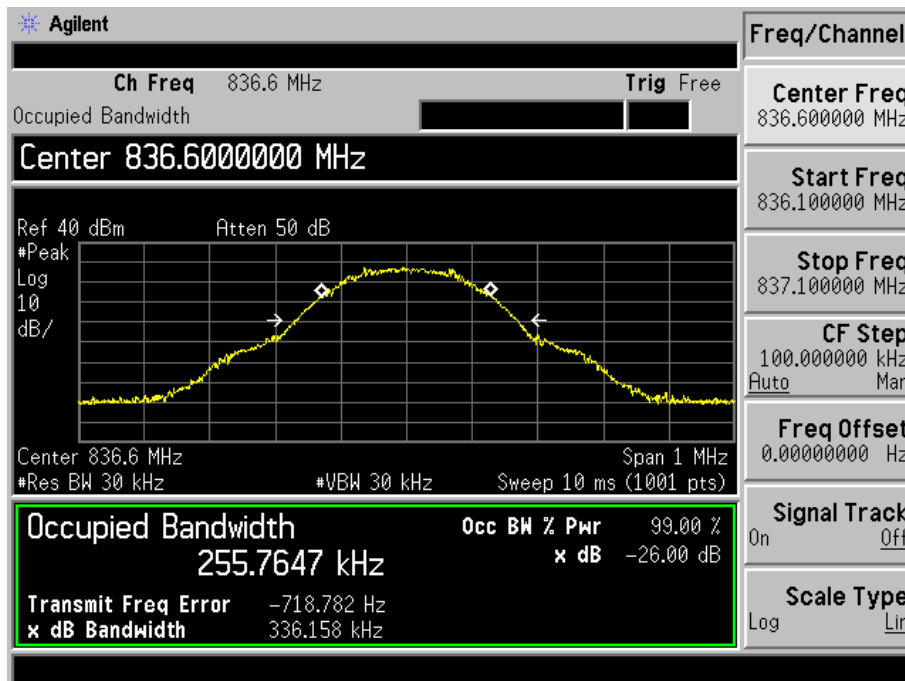 Agilent
Ch Freq 836.6 MHz Trig Free
Occupied Bandwidth
Center 836.6000000 MHz
Ref 40 dBm Atten 50 dB
#Peak
Log
10
dB/
Center 836.6 MHz Span 1 MHz
#Res BW 30 kHz #VBW 30 kHz Sweep 10 ms (1001 pts)
Occupied Bandwidth Occ BW % Pwr 99.00 %
255.7647 kHz x dB -26.00 dB
Transmit Freq Error -718.782 Hz
x dB Bandwidth 336.158 kHz
Freq/Channel
Center Freq
836.600000 MHz
Start Freq
836.100000 MHz
Stop Freq
837.100000 MHz
CF Step
100.000000 kHz
Auto Man
Freq Offset
0.00000000 Hz
Signal Track
On Off
Scale Type
Log Lin